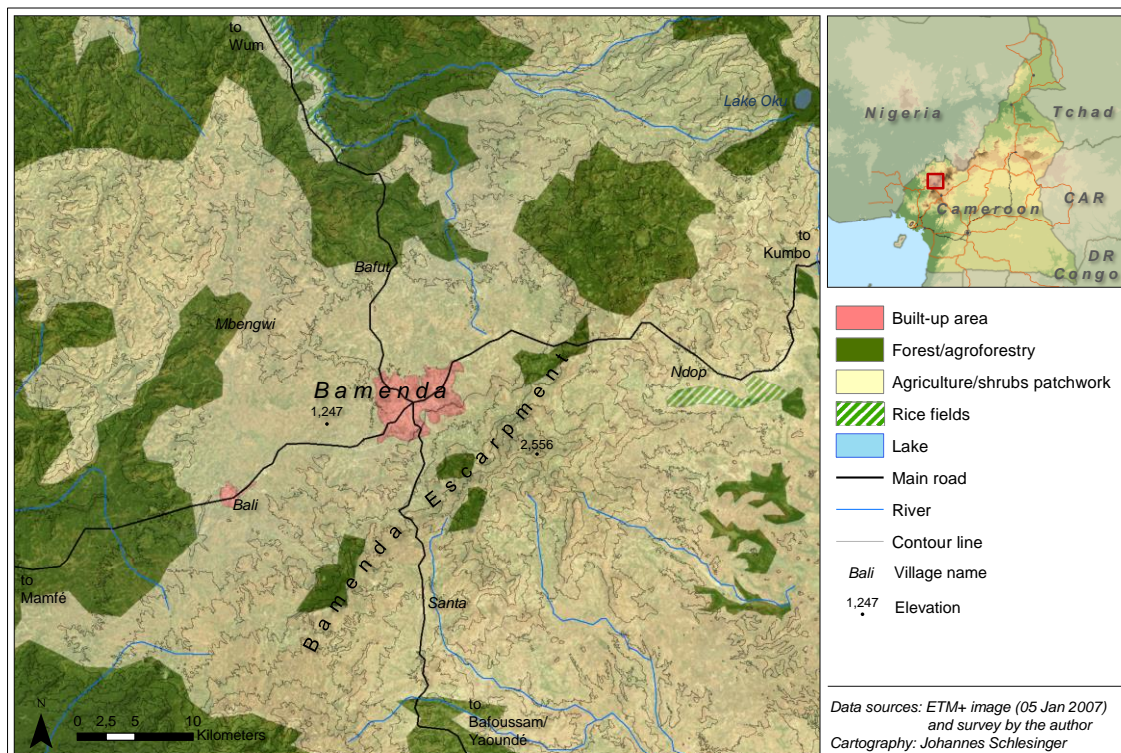 to
Wum
Lake Oku
to
Kumbo
Bafut
Mbengwi
Ndop
Bamenda
1,247
2,556
Bamenda Escarpment
Bali
to
Mamfé
Santa
to
Bafoussam/
Yaoundé
N
0 2,5 5 10
Kilometers
Nigeria
Tchad
Cameroon
CAR
DR
Congo
Built-up area
Forest/agroforestry
Agriculture/shrubs patchwork
Rice fields
Lake
Main road
River
Contour line
Bali Village name
1,247 Elevation
Data sources: ETM+ image (05 Jan 2007)
and survey by the author
Cartography: Johannes Schlesinger